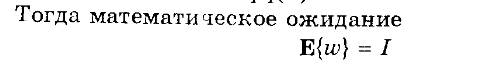 Тогда математическое ожидание
E{w} = I